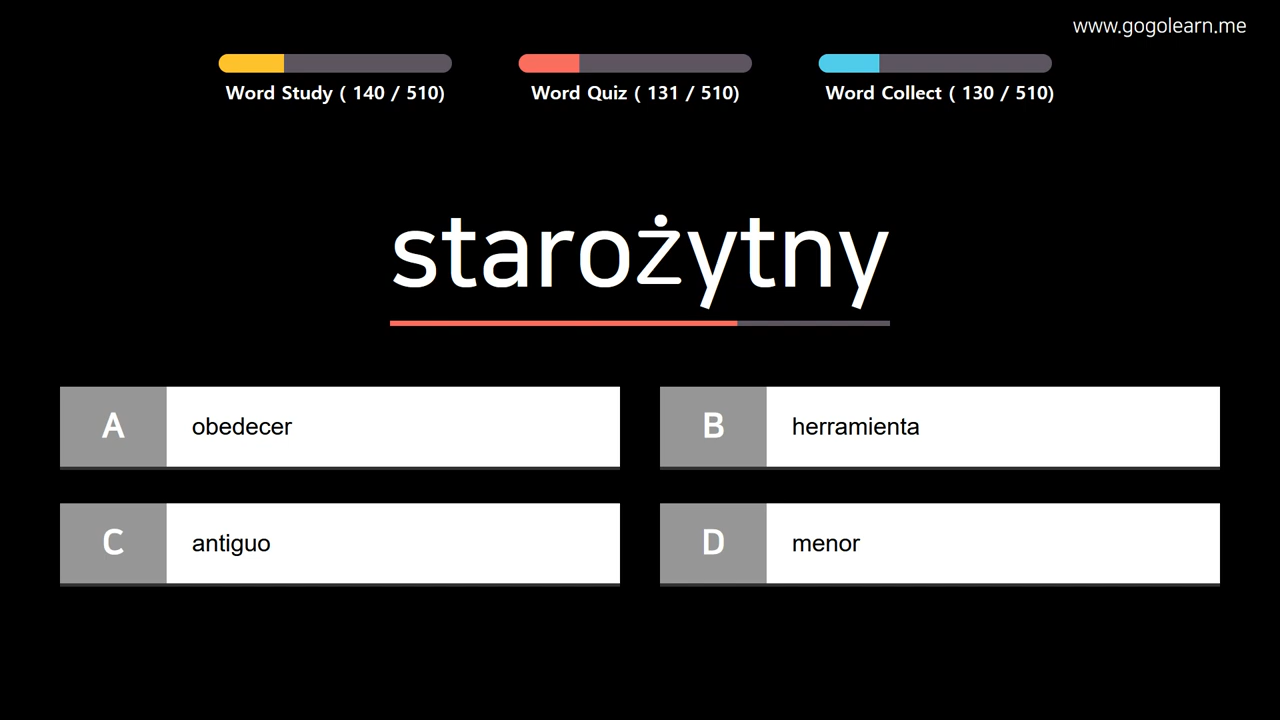 www.gogolearn.me
Word Study ( 140 / 510)
Word Quiz ( 131 / 510)
Word Collect ( 130 / 510)
starożytny
A obedecer
B herramienta
C antiguo
D menor